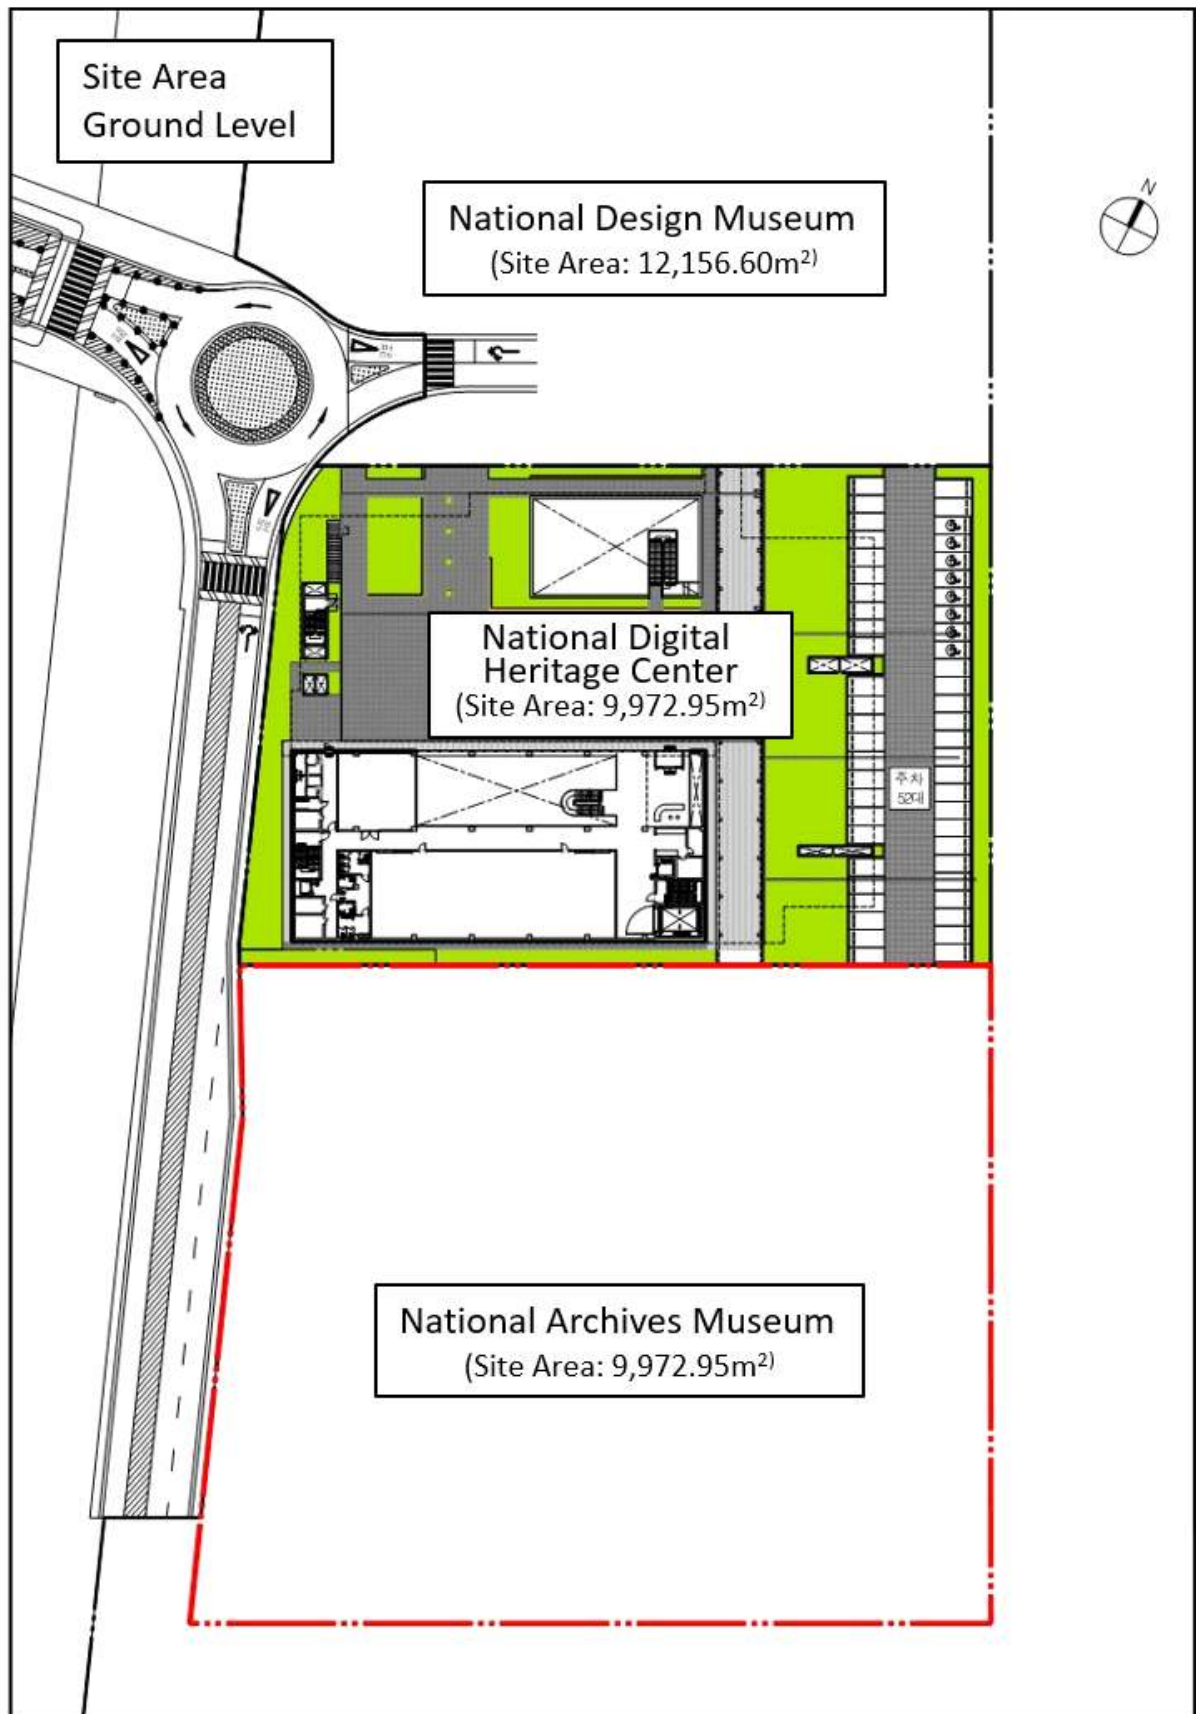 Site Area
Ground Level
N
National Design Museum
(Site Area: 12,156.60m²⁾
National Digital
Heritage Center
(Site Area: 9,972.95m²⁾
주차
52대
National Archives Museum
(Site Area: 9,972.95m²⁾